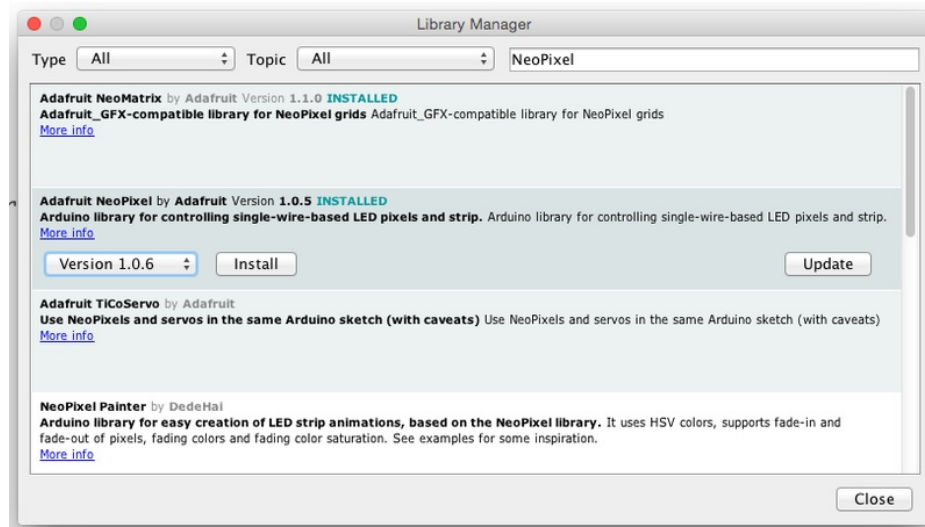 Library Manager
Type All Topic All NeoPixel
Adafruit NeoMatrix by Adafruit Version 1.1.0 INSTALLED
Adafruit_GFX-compatible library for NeoPixel grids Adafruit_GFX-compatible library for NeoPixel grids
More info
Adafruit NeoPixel by Adafruit Version 1.0.5 INSTALLED
Arduino library for controlling single-wire-based LED pixels and strip. Arduino library for controlling single-wire-based LED pixels and strip.
More info
Version 1.0.6 Install Update
Adafruit TiCoServo by Adafruit
Use NeoPixels and servos in the same Arduino sketch (with caveats) Use NeoPixels and servos in the same Arduino sketch (with caveats)
More info
NeoPixel Painter by DedeHai
Arduino library for easy creation of LED strip animations, based on the NeoPixel library. It uses HSV colors, supports fade-in and
fade-out of pixels, fading colors and fading color saturation. See examples for some inspiration.
More info
Close